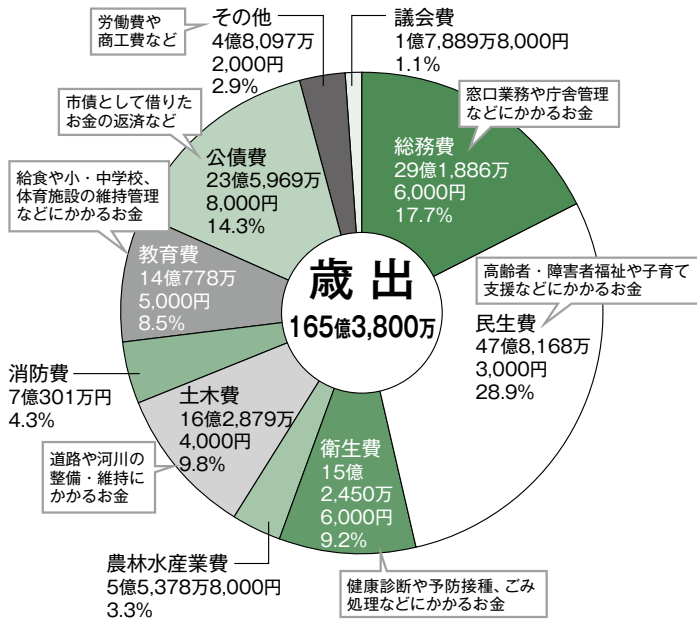 歳出
165億3,800万
議会費
1億7,889万8,000円
1.1%
窓口業務や庁舎管理
などにかかるお金
総務費
29億1,886万
6,000円
17.7%
高齢者・障害者福祉や子育て
支援などにかかるお金
民生費
47億8,168万
3,000円
28.9%
衛生費
15億
2,450万
6,000円
9.2%
健康診断や予防接種、ごみ
処理などにかかるお金
農林水産業費
5億5,378万8,000円
3.3%
土木費
16億2,879万
4,000円
9.8%
道路や河川の
整備・維持に
かかるお金
消防費
7億301万円
4.3%
教育費
14億778万
5,000円
8.5%
給食や小・中学校、
体育施設の維持管理
などにかかるお金
公債費
23億5,969万
8,000円
14.3%
市債として借りた
お金の返済など
その他
4億8,097万
2,000円
2.9%
労働費や
商工費など